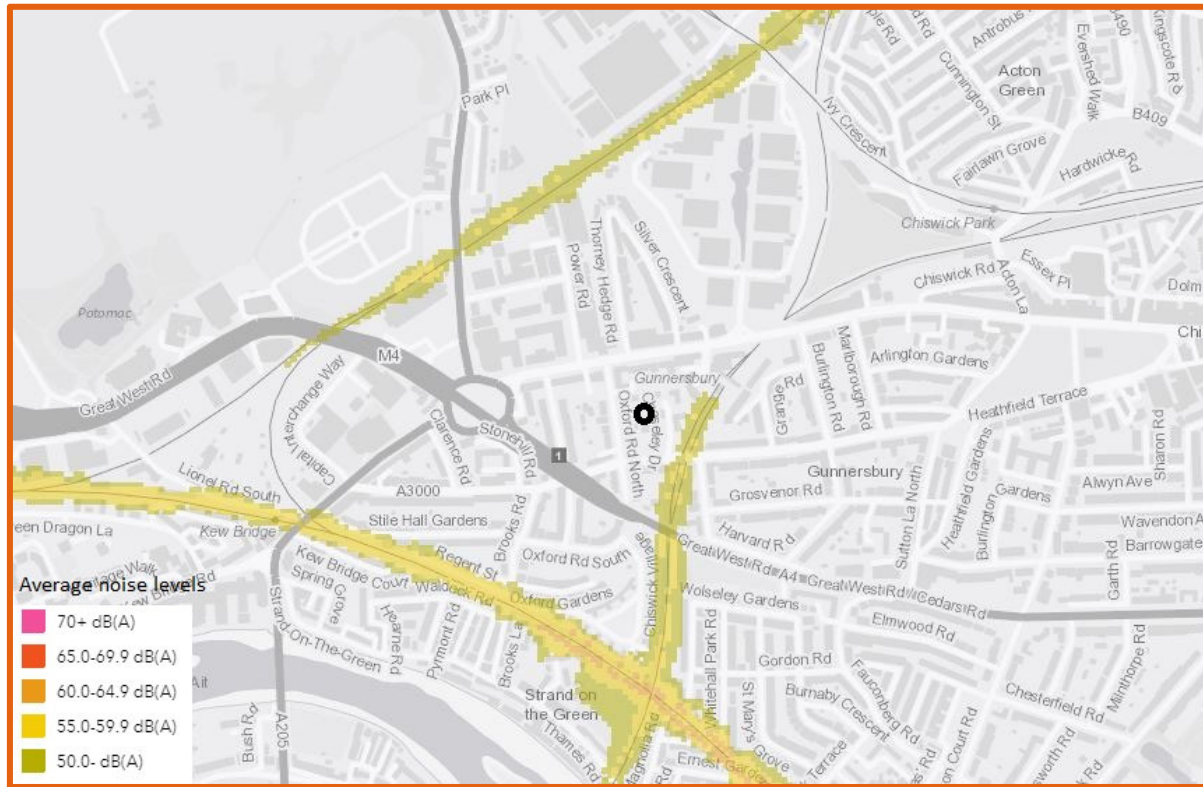 Antrobus Rd
Cunnington St
Acton
Green
Evershed Walk
Kingscote Rd
B490
B409
Park Pl
Ivy Crescent
Fairlawn Grove
Hardwicke Rd
Chiswick Park
Silver Crescent
Thorney Hedge Rd
Power Rd
Chiswick Rd
Essex Pl
Acton La
Potomac
M4
Great West Rd
Capital Interchange Way
Gunnersbury
Grange Rd
Burlington Rd
Marlborough Rd
Arlington Gardens
Heathfield Terrace
Clarence Rd
Stonehill Rd
1
Oxford Rd North
Gunnersbury
Sharon Rd
Lionel Rd South
A3000
Grosvenor Rd
Sutton La North
Heathfield Gardens
Burlington
Gardens
Alwyn Ave
Stile Hall Gardens
Brooks Rd
Kew Bridge
Harvard Rd
Barrowgate
Regent St
Oxford Rd South
Chiswick Village
Great West Rd A4
Great West Rd
Cedars Rd
Garth Rd
Kew Bridge Court
Waldeck Rd
Oxford Gardens
Wolseley Gardens
Elmwood Rd
Spring Grove
Hearne Rd
Pyrmont Rd
Brooks La
Strand-On-The-Green
Whitehall Park Rd
Gordon Rd
Chesterfield Rd
Milnthorpe Rd
Strand on
the Green
St Mary's
Grove
Burnaby Crescent
Fauconberg Rd
Bush Rd
A205
Thames Rd
Magnolia Rd
Terrace
Average noise levels
70+ dB(A)
65.0-69.9 dB(A)
60.0-64.9 dB(A)
55.0-59.9 dB(A)
50.0- dB(A)